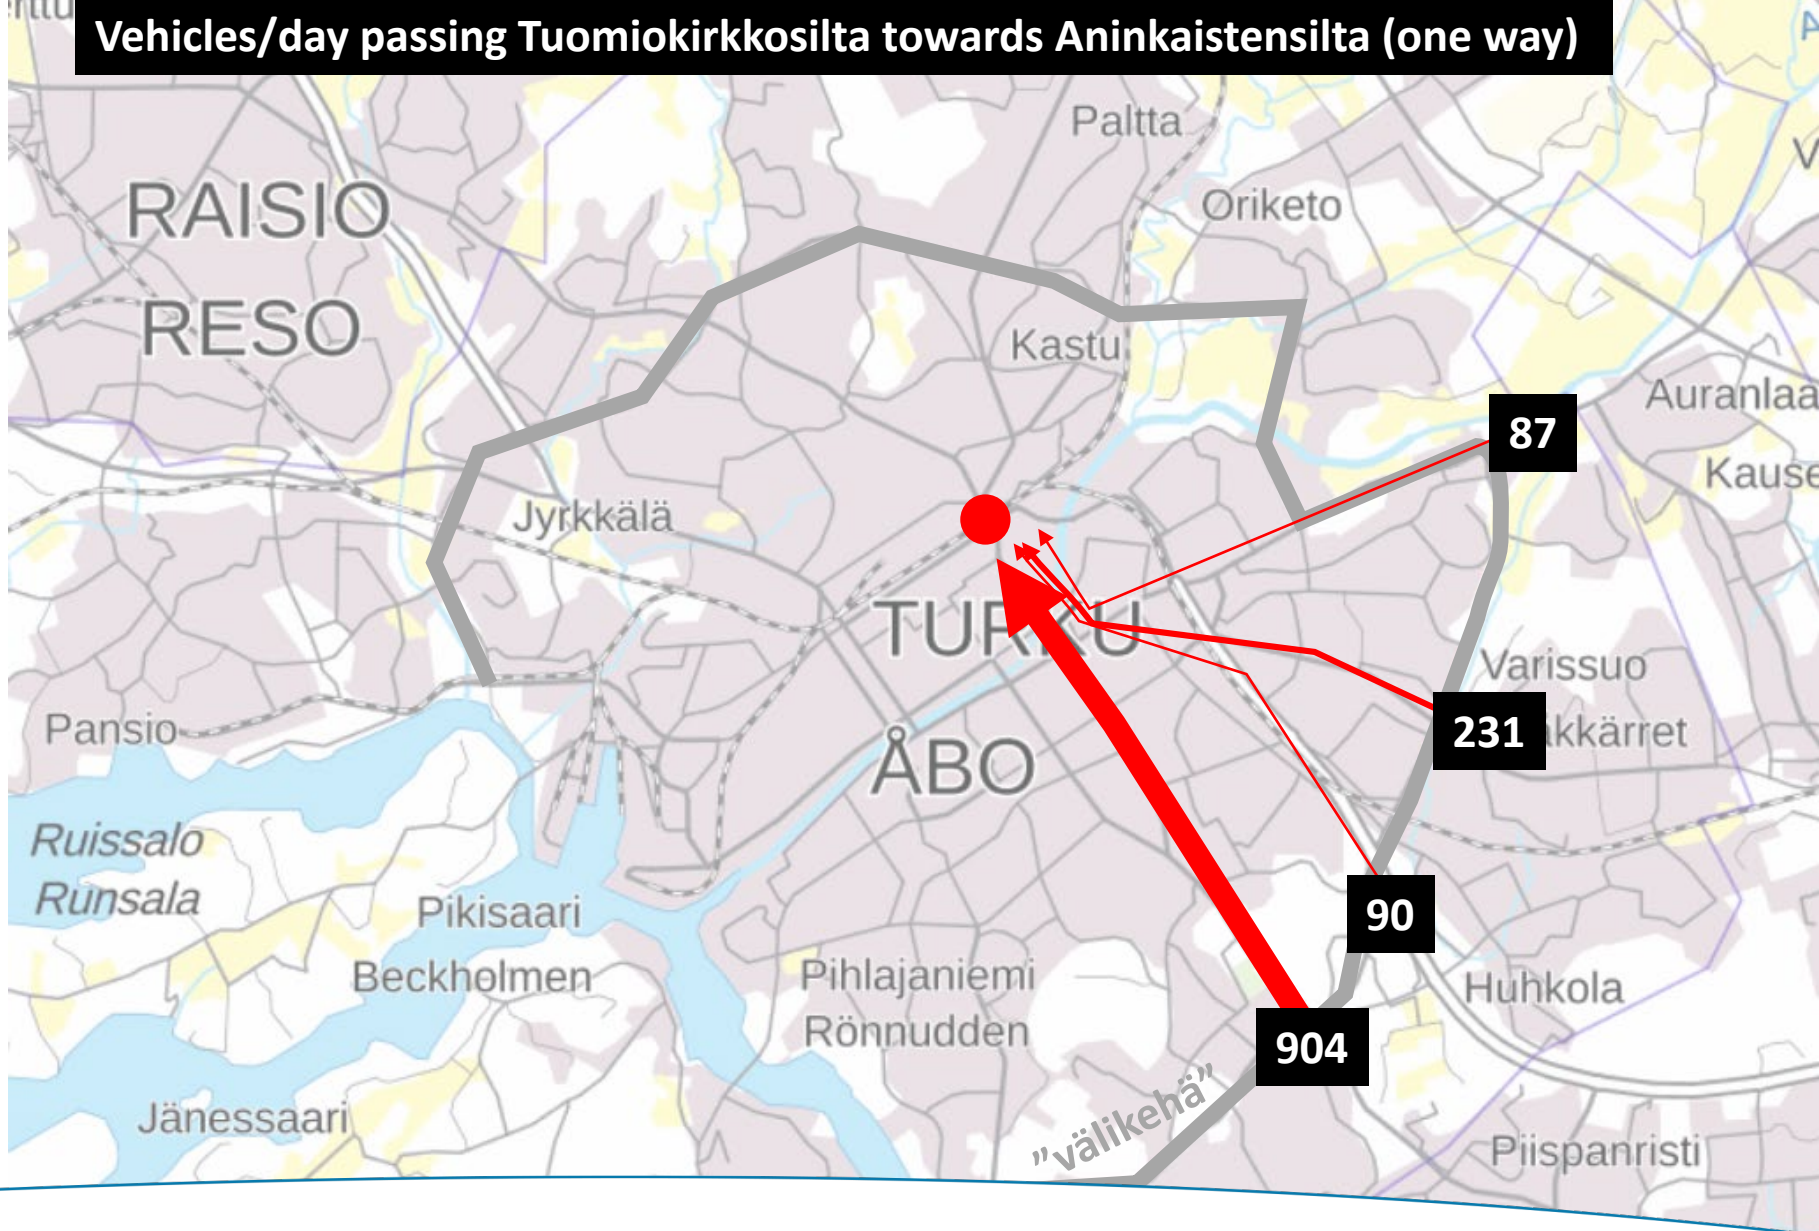 Vehicles/day passing Tuomiokirkkosilta towards Aninkaistensilta (one way)
Paltta
RAISIO
Oriketo
RESO
Kastu
Auranlaa
87
Kause
Jyrkkälä
TURKU
Varissuo
Pansio
231
kkärret
ÅBO
Ruissalo
Runsala
Pikisaari
90
Beckholmen
Pihlajaniemi
Huhkola
Rönnudden
904
"välikehä"
Jänessaari
Piispanristi